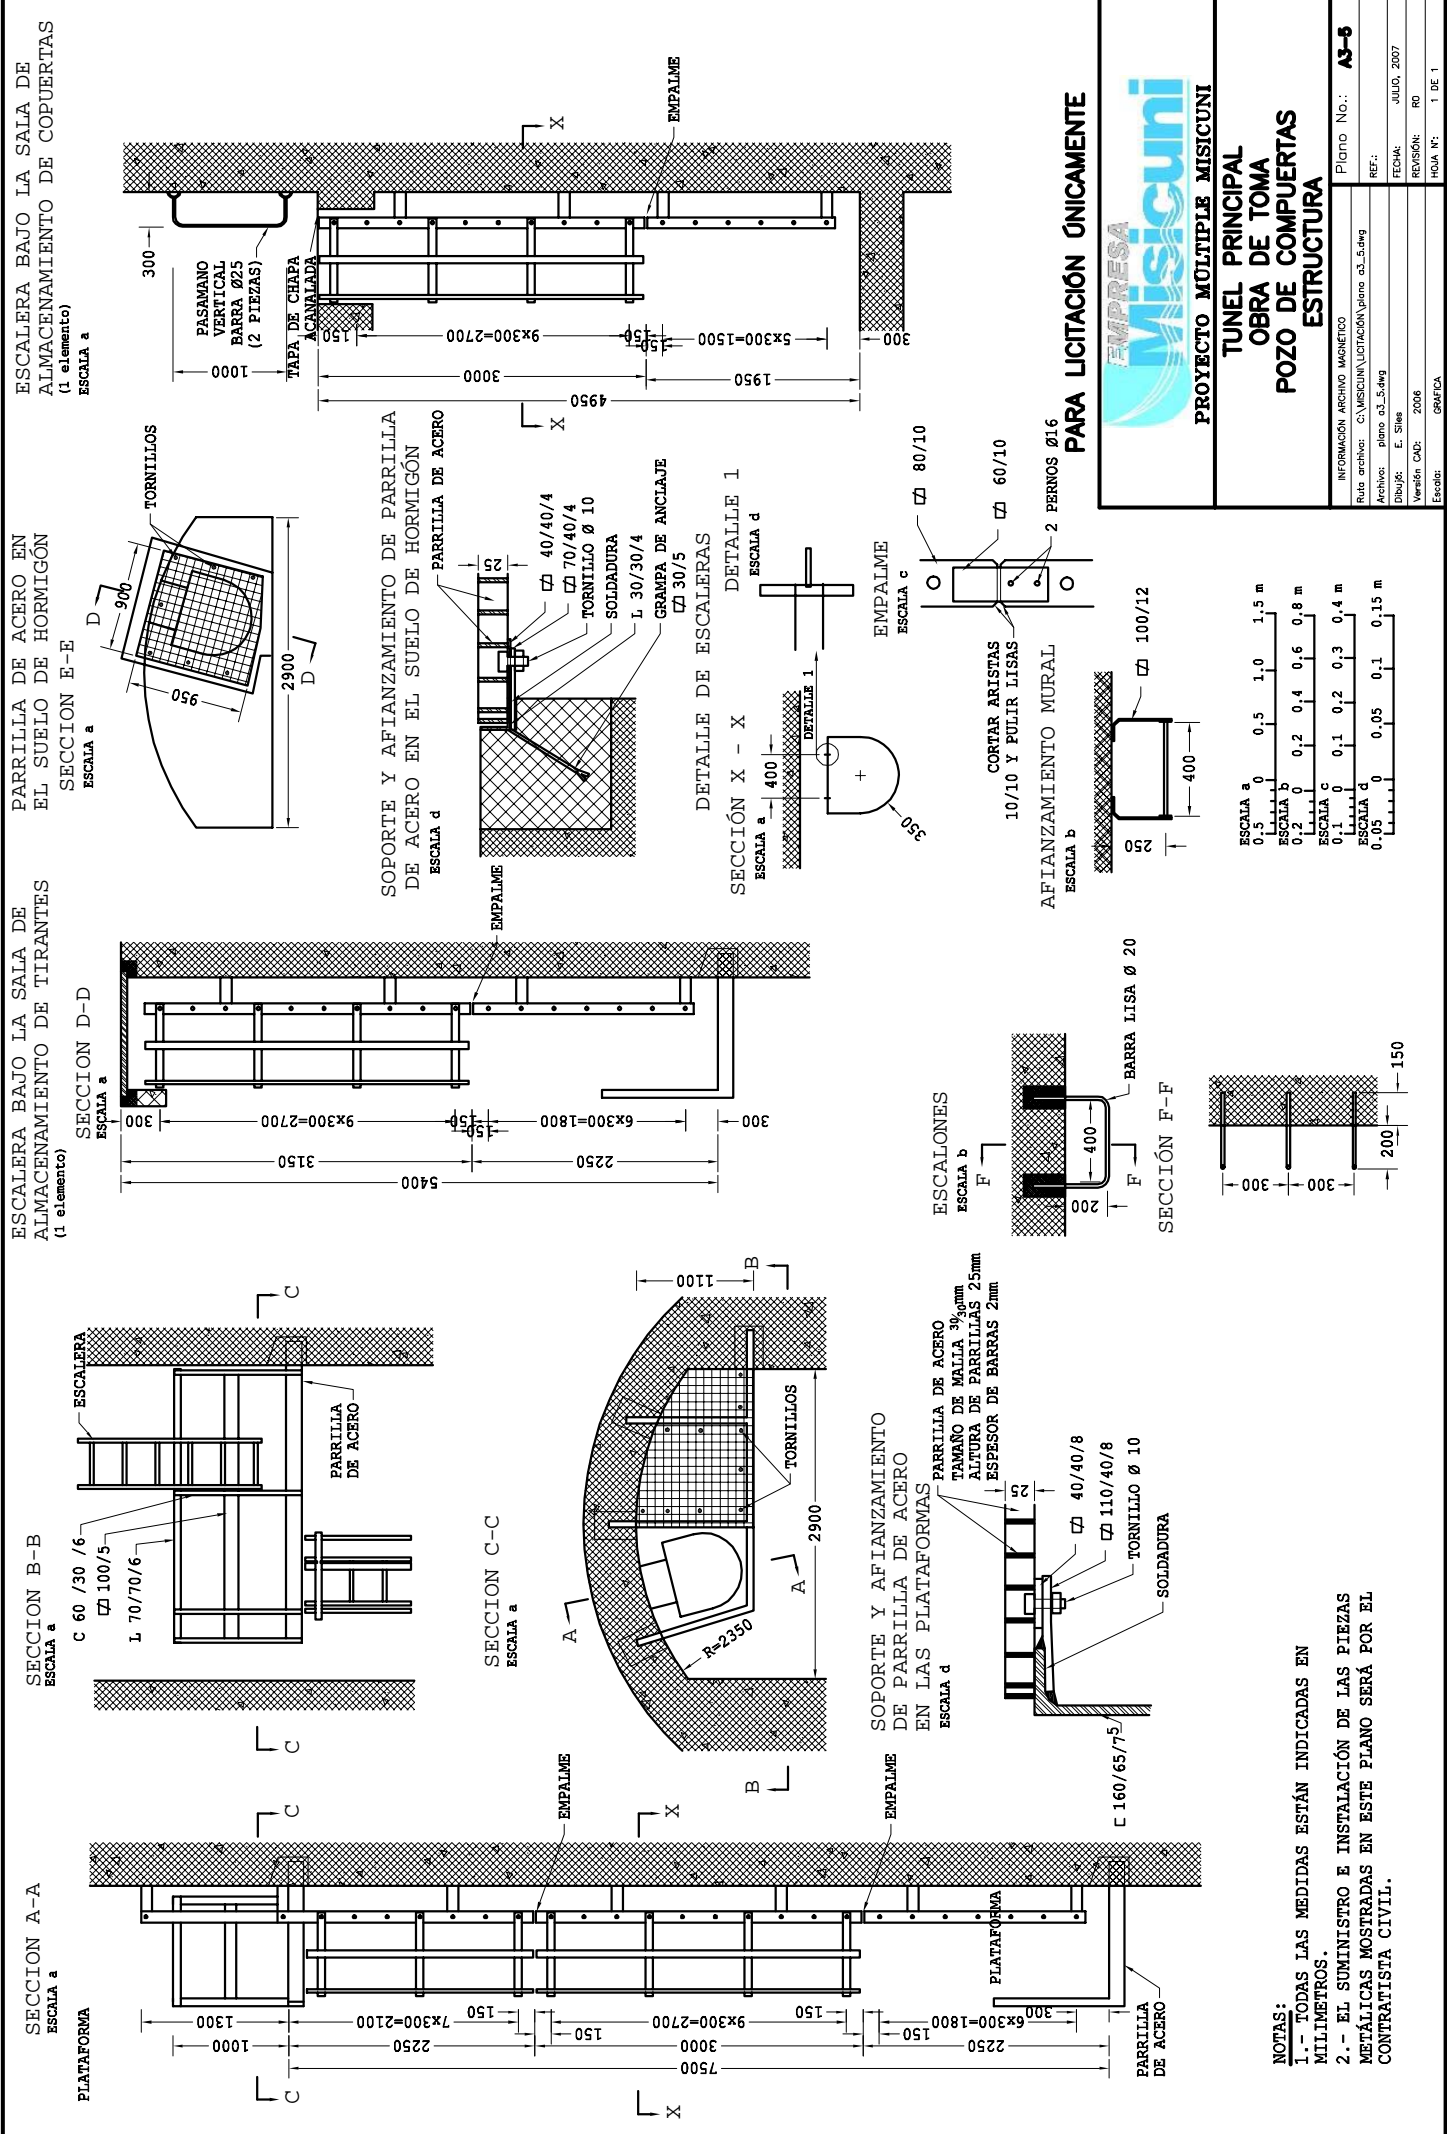 SECCION A-A
ESCALA a
PLATAFORMA
C
C
1300
1000
7x300=2100
150
2250
150
9x300=2700
150
3000
6x300=1800
150
300
2250
7500
X
X
EMPALME
EMPALME
PLATAFORMA
PARRILLA
DE ACERO
SECCION B-B
ESCALA a
C 60 /30 /6
100/5
L 70/70/6
ESCALERA
PARRILLA
DE ACERO
C
C
SECCION C-C
ESCALA a
A
A
B
B
R=2350
2900
1100
TORNILLOS
SOPORTE Y AFIANZAMIENTO
DE PARRILLA DE ACERO
EN LAS PLATAFORMAS
ESCALA d
PARRILLA DE ACERO
TAMAÑO DE MALLA 30/30mm
ALTURA DE PARRILLAS 25mm
ESPESOR DE BARRAS 2mm
25
40/40/8
110/40/8
TORNILLO Ø 10
SOLDADURA
160/65/7⁵
NOTAS:
1.- TODAS LAS MEDIDAS ESTÁN INDICADAS EN
MILIMETROS.
2.- EL SUMINISTRO E INSTALACIÓN DE LAS PIEZAS
METÁLICAS MOSTRADAS EN ESTE PLANO SERÁ POR EL
CONTRATISTA CIVIL.
ESCALERA BAJO LA SALA DE
ALMACENAMIENTO DE TIRANTES
(1 elemento)
SECCION D-D
ESCALA a
300
9x300=2700
150
150
6x300=1800
300
3150
2250
5400
EMPALME
ESCALONES
ESCALA b
F
F
400
200
BARRA LISA Ø 20
SECCIÓN F-F
300
300
200
150
PARRILLA DE ACERO EN
EL SUELO DE HORMIGÓN
SECCION E-E
ESCALA a
D
D
900
950
2900
TORNILLOS
SOPORTE Y AFIANZAMIENTO DE PARRILLA
DE ACERO EN EL SUELO DE HORMIGÓN
ESCALA d
PARRILLA DE ACERO
25
40/40/4
70/40/4
TORNILLO Ø 10
SOLDADURA
L 30/30/4
GRAMPA DE ANCLAJE
30/5
DETALLE DE ESCALERAS
SECCIÓN X - X
ESCALA a
400
350
DETALLE 1
DETALLE 1
ESCALA d
EMPALME
ESCALA c
80/10
60/10
2 PERNOS Ø16
CORTAR ARISTAS
10/10 Y PULIR LISAS
AFIANZAMIENTO MURAL
ESCALA b
100/12
250
400
ESCALA a
0.5 0 0.5 1.0 1.5 m
ESCALA b
0.2 0 0.2 0.4 0.6 0.8 m
ESCALA c
0.1 0 0.1 0.2 0.3 0.4 m
ESCALA d
0.05 0 0.05 0.1 0.15 m
ESCALERA BAJO LA SALA DE
ALMACENAMIENTO DE COPUERTAS
(1 elemento)
ESCALA a
300
PASAMANO
VERTICAL
BARRA Ø25
(2 PIEZAS)
TAPA DE CHAPA
ACANALADA
1000
150
9x300=2700
150
150
5x300=1500
300
3000
1950
4950
X
X
EMPALME
PARA LICITACIÓN ÚNICAMENTE
EMPRESA
Misicuni
PROYECTO MÚLTIPLE MISICUNI
TUNEL PRINCIPAL
OBRA DE TOMA
POZO DE COMPUERTAS
ESTRUCTURA
INFORMACIÓN ARCHIVO MAGNÉTICO
Ruta archivo: C:\MISICUNI\LICITACIÓN\plano a3_5.dwg
Archivo: plano a3_5.dwg
Dibujó: E. Siles
Versión CAD: 2006
Escala: GRAFICA
Plano No.: A3-5
REF.:
FECHA: JULIO, 2007
REVISIÓN: R0
HOJA Nº: 1 DE 1